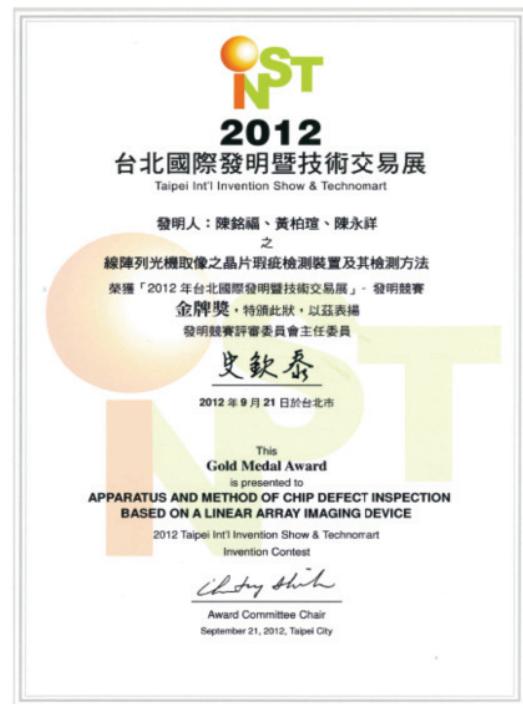 iNST
2012
台北國際發明暨技術交易展
Taipei Int'l Invention Show & Technomart
發明人：陳銘福、黃柏瑄、陳永祥
之
線陣列光機取像之晶片瑕疵檢測裝置及其檢測方法
榮獲「2012 年台北國際發明暨技術交易展」- 發明競賽
金牌獎，特頒此狀，以茲表揚
發明競賽評審委員會主任委員
史欽泰
2012 年 9 月 21 日於台北市
This
Gold Medal Award
is presented to
APPARATUS AND METHOD OF CHIP DEFECT INSPECTION
BASED ON A LINEAR ARRAY IMAGING DEVICE
2012 Taipei Int'l Invention Show & Technomart
Invention Contest
Award Committee Chair
September 21, 2012, Taipei City